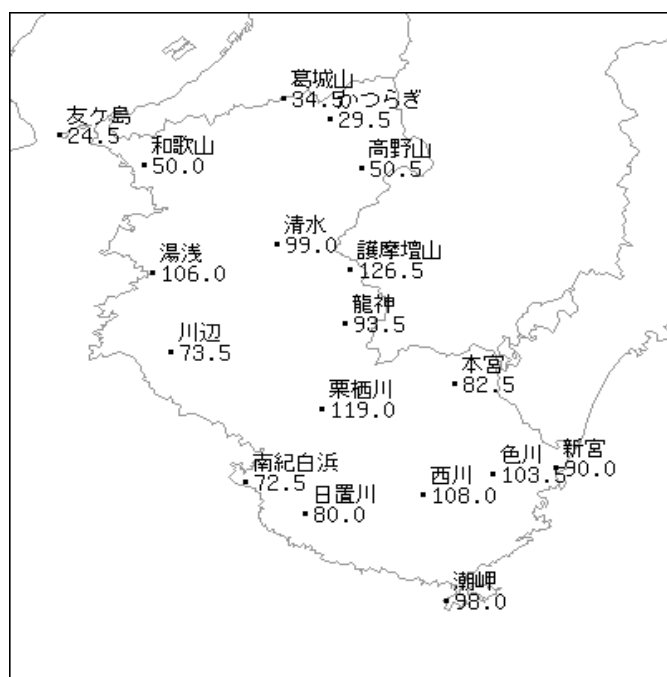 葛城山
34.5
かつらぎ
29.5
友ケ島
24.5
和歌山
50.0
高野山
50.5
清水
99.0
湯浅
106.0
護摩壇山
126.5
龍神
93.5
川辺
73.5
本宮
82.5
栗栖川
119.0
南紀白浜
72.5
日置川
80.0
西川
108.0
色川
103.5
新宮
90.0
潮岬
98.0